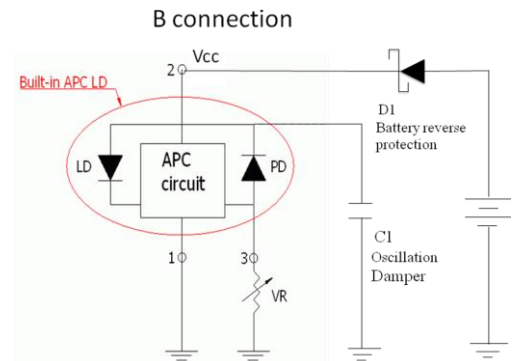 B connection
Vcc
2
Built-in APC LD
D1
Battery reverse
protection
LD
APC
circuit
PD
C1
Oscillation
Damper
1
3
VR